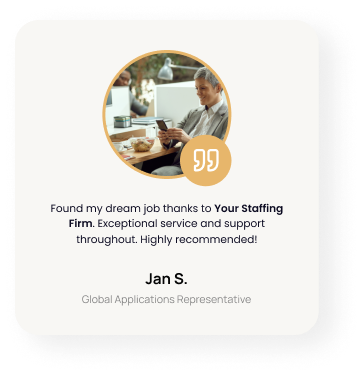 Found my dream job thanks to Your Staffing
Firm. Exceptional service and support
throughout. Highly recommended!
Jan S.
Global Applications Representative